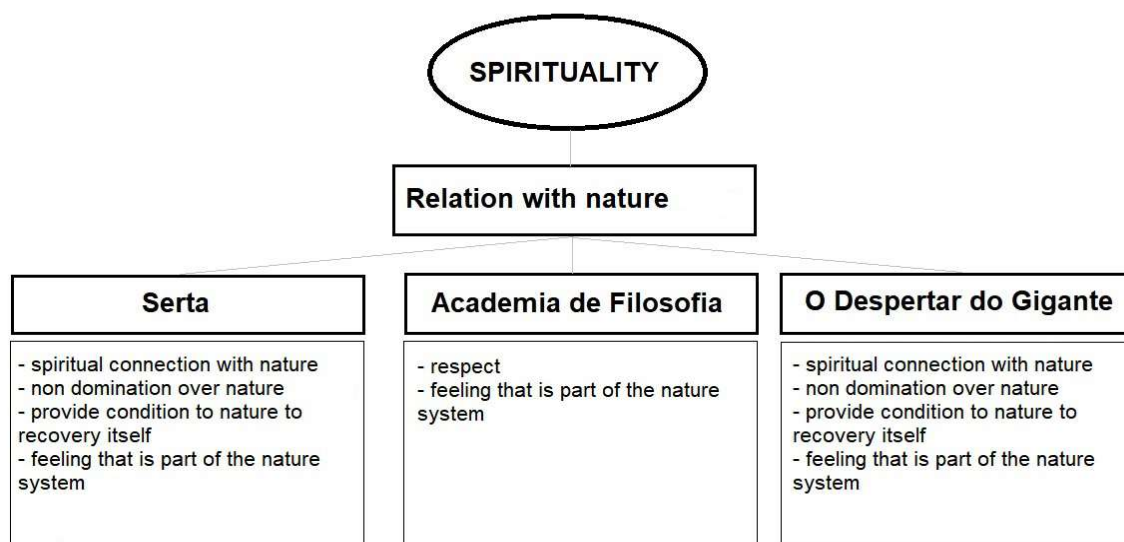 SPIRITUALITY
Relation with nature
Serta
- spiritual connection with nature
- non domination over nature
- provide condition to nature to
recovery itself
- feeling that is part of the nature
system
Academia de Filosofia
- respect
- feeling that is part of the nature
system
O Despertar do Gigante
- spiritual connection with nature
- non domination over nature
- provide condition to nature to
recovery itself
- feeling that is part of the nature
system